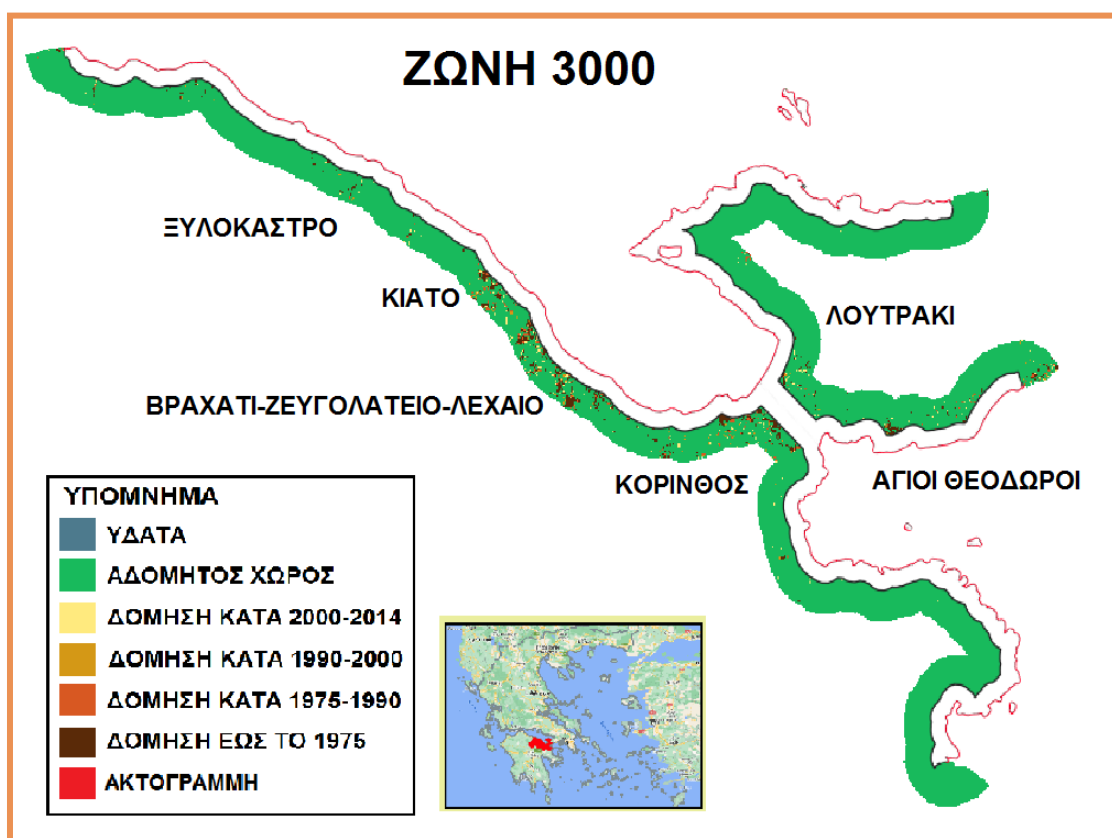 ΖΩΝΗ 3000
ΞΥΛΟΚΑΣΤΡΟ
ΚΙΑΤΟ
ΛΟΥΤΡΑΚΙ
ΒΡΑΧΑΤΙ-ΖΕΥΓΟΛΑΤΕΙΟ-ΛΕΧΑΙΟ
ΚΟΡΙΝΘΟΣ
ΑΓΙΟΙ ΘΕΟΔΩΡΟΙ
ΥΠΟΜΝΗΜΑ
ΥΔΑΤΑ
ΑΔΟΜΗΤΟΣ ΧΩΡΟΣ
ΔΟΜΗΣΗ ΚΑΤΑ 2000-2014
ΔΟΜΗΣΗ ΚΑΤΑ 1990-2000
ΔΟΜΗΣΗ ΚΑΤΑ 1975-1990
ΔΟΜΗΣΗ ΕΩΣ ΤΟ 1975
ΑΚΤΟΓΡΑΜΜΗ